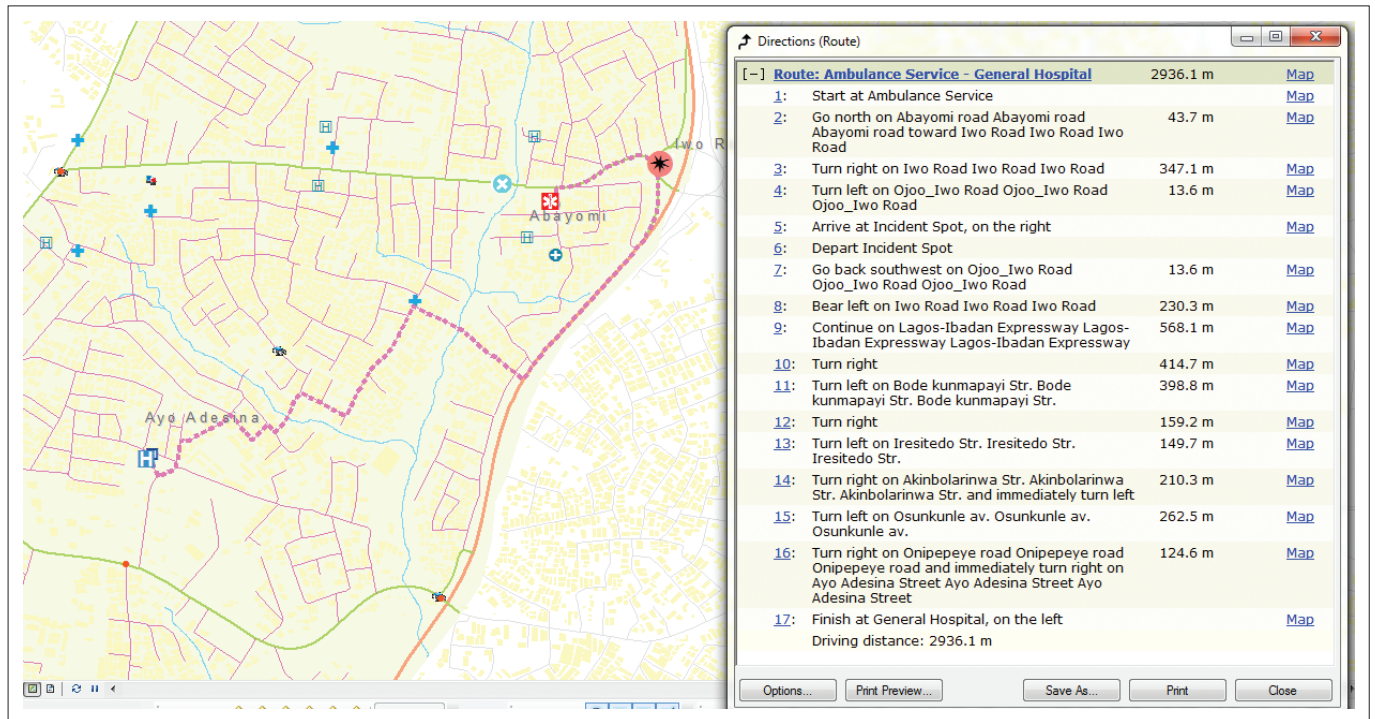 Iwo R
Abayomi
Ayo Adesina
Directions (Route)
[-] Route: Ambulance Service - General Hospital 2936.1 m Map
1: Start at Ambulance Service Map
2: Go north on Abayomi road Abayomi road 43.7 m Map
Abayomi road toward Iwo Road Iwo Road Iwo
Road
3: Turn right on Iwo Road Iwo Road Iwo Road 347.1 m Map
4: Turn left on Ojoo_Iwo Road Ojoo_Iwo Road 13.6 m Map
Ojoo_Iwo Road
5: Arrive at Incident Spot, on the right Map
6: Depart Incident Spot
7: Go back southwest on Ojoo_Iwo Road 13.6 m Map
Ojoo_Iwo Road Ojoo_Iwo Road
8: Bear left on Iwo Road Iwo Road Iwo Road 230.3 m Map
9: Continue on Lagos-Ibadan Expressway Lagos- 568.1 m Map
Ibadan Expressway Lagos-Ibadan Expressway
10: Turn right 414.7 m Map
11: Turn left on Bode kunmapayi Str. Bode 398.8 m Map
kunmapayi Str. Bode kunmapayi Str.
12: Turn right 159.2 m Map
13: Turn left on Iresitedo Str. Iresitedo Str. 149.7 m Map
Iresitedo Str.
14: Turn right on Akinbolarinwa Str. Akinbolarinwa 210.3 m Map
Str. Akinbolarinwa Str. and immediately turn left
15: Turn left on Osunkunle av. Osunkunle av. 262.5 m Map
Osunkunle av.
16: Turn right on Onipepeye road Onipepeye road 124.6 m Map
Onipepeye road and immediately turn right on
Ayo Adesina Street Ayo Adesina Street Ayo
Adesina Street
17: Finish at General Hospital, on the left Map
Driving distance: 2936.1 m
Options... Print Preview... Save As... Print Close